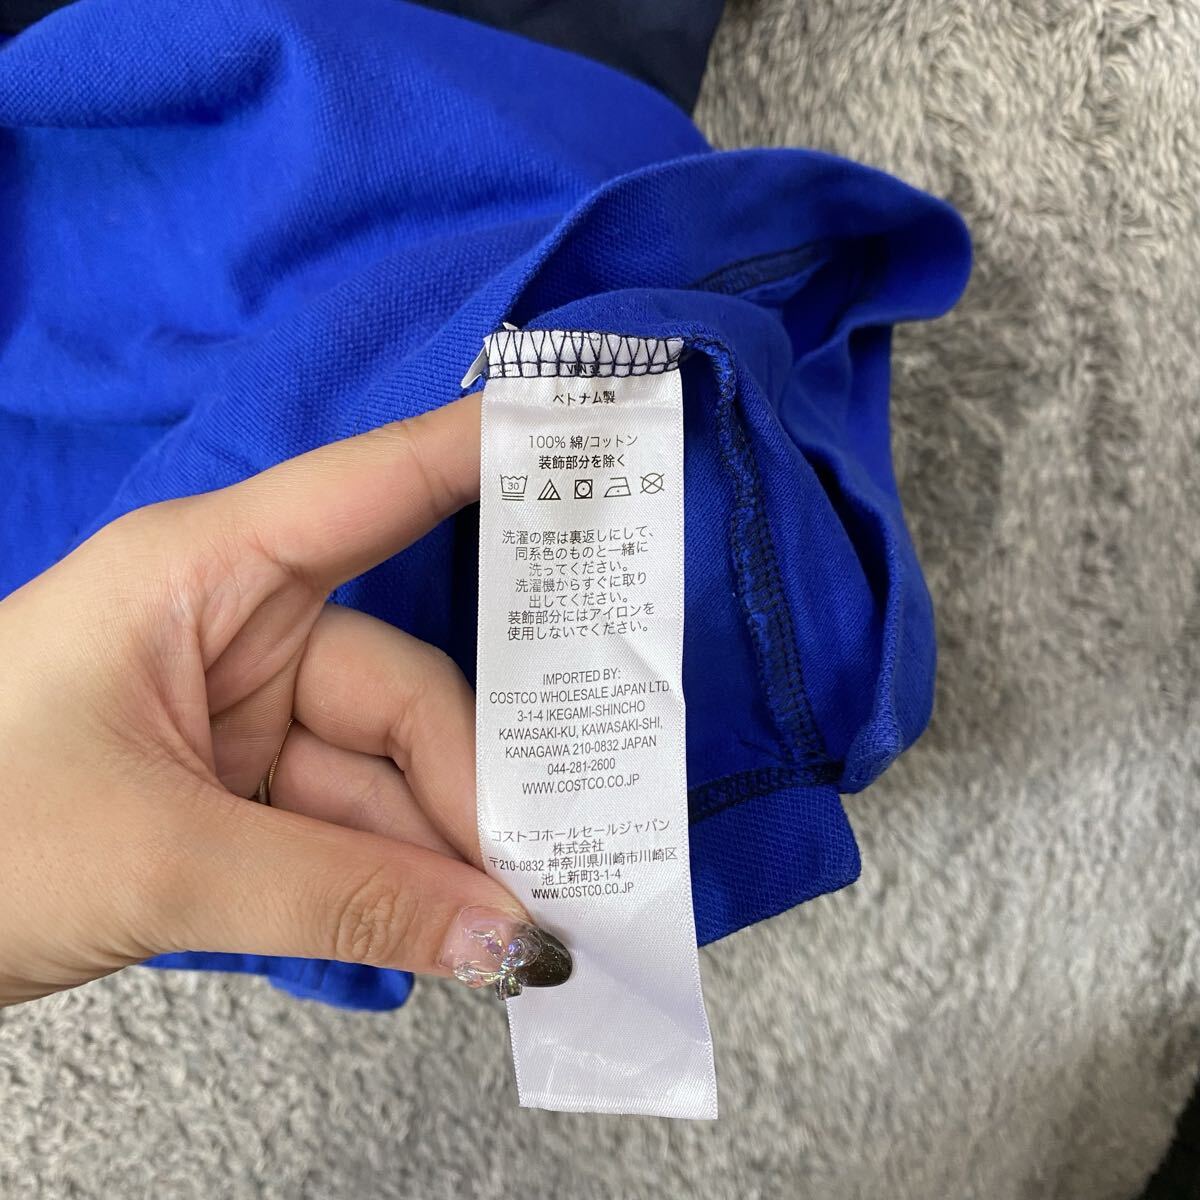 ベトナム製
100% 綿/コットン
装飾部分を除く
30
洗濯の際は裏返しにして、
同系色のものと一緒に
洗ってください。
洗濯機からすぐに取り
出してください。
装飾部分にはアイロンを
使用しないでください。
IMPORTED BY:
COSTCO WHOLESALE JAPAN LTD.
3-1-4 IKEGAMI-SHINCHO
KAWASAKI-KU, KAWASAKI-SHI,
KANAGAWA 210-0832 JAPAN
044-281-2600
WWW.COSTCO.CO.JP
コストコホールセールジャパン
株式会社
〒210-0832 神奈川県川崎市川崎区
池上新町3-1-4
WWW.COSTCO.CO.JP